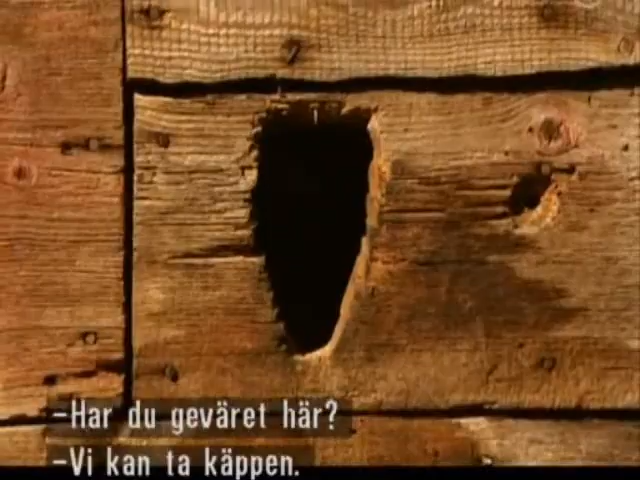 -Har du geväret här?
-Vi kan ta käppen.